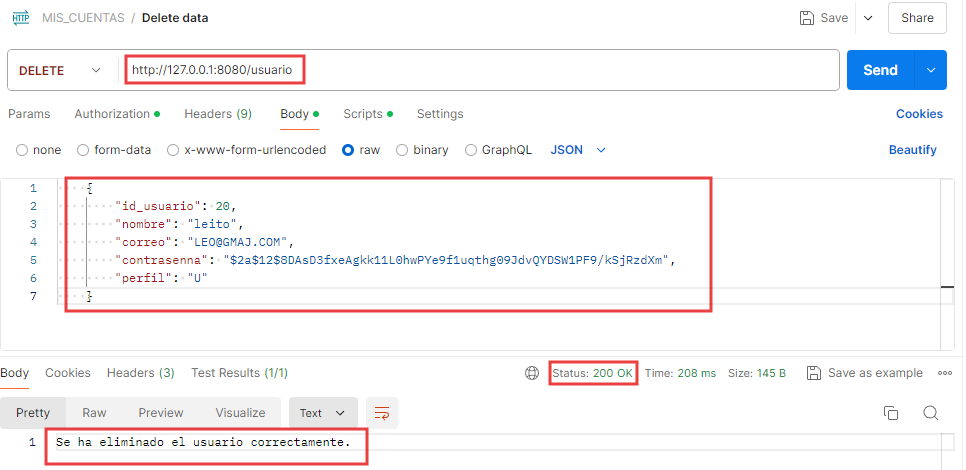 HTTP MIS_CUENTAS / Delete data Save Share
DELETE http://127.0.0.1:8080/usuario Send
Params Authorization Headers (9) Body Scripts Settings Cookies
none form-data x-www-form-urlencoded raw binary GraphQL JSON Beautify
1 {
2 "id_usuario": 20,
3 "nombre": "leito",
4 "correo": "LEO@GMAJ.COM",
5 "contrasenna": "$2a$12$8DAsD3fxeAgkk11L0hwPYe9f1uqthg09JdvQYDSW1PF9/kSjRzdXm",
6 "perfil": "U"
7 }
Body Cookies Headers (3) Test Results (1/1) Status: 200 OK Time: 208 ms Size: 145 B Save as example
Pretty Raw Preview Visualize Text
1 Se ha eliminado el usuario correctamente.